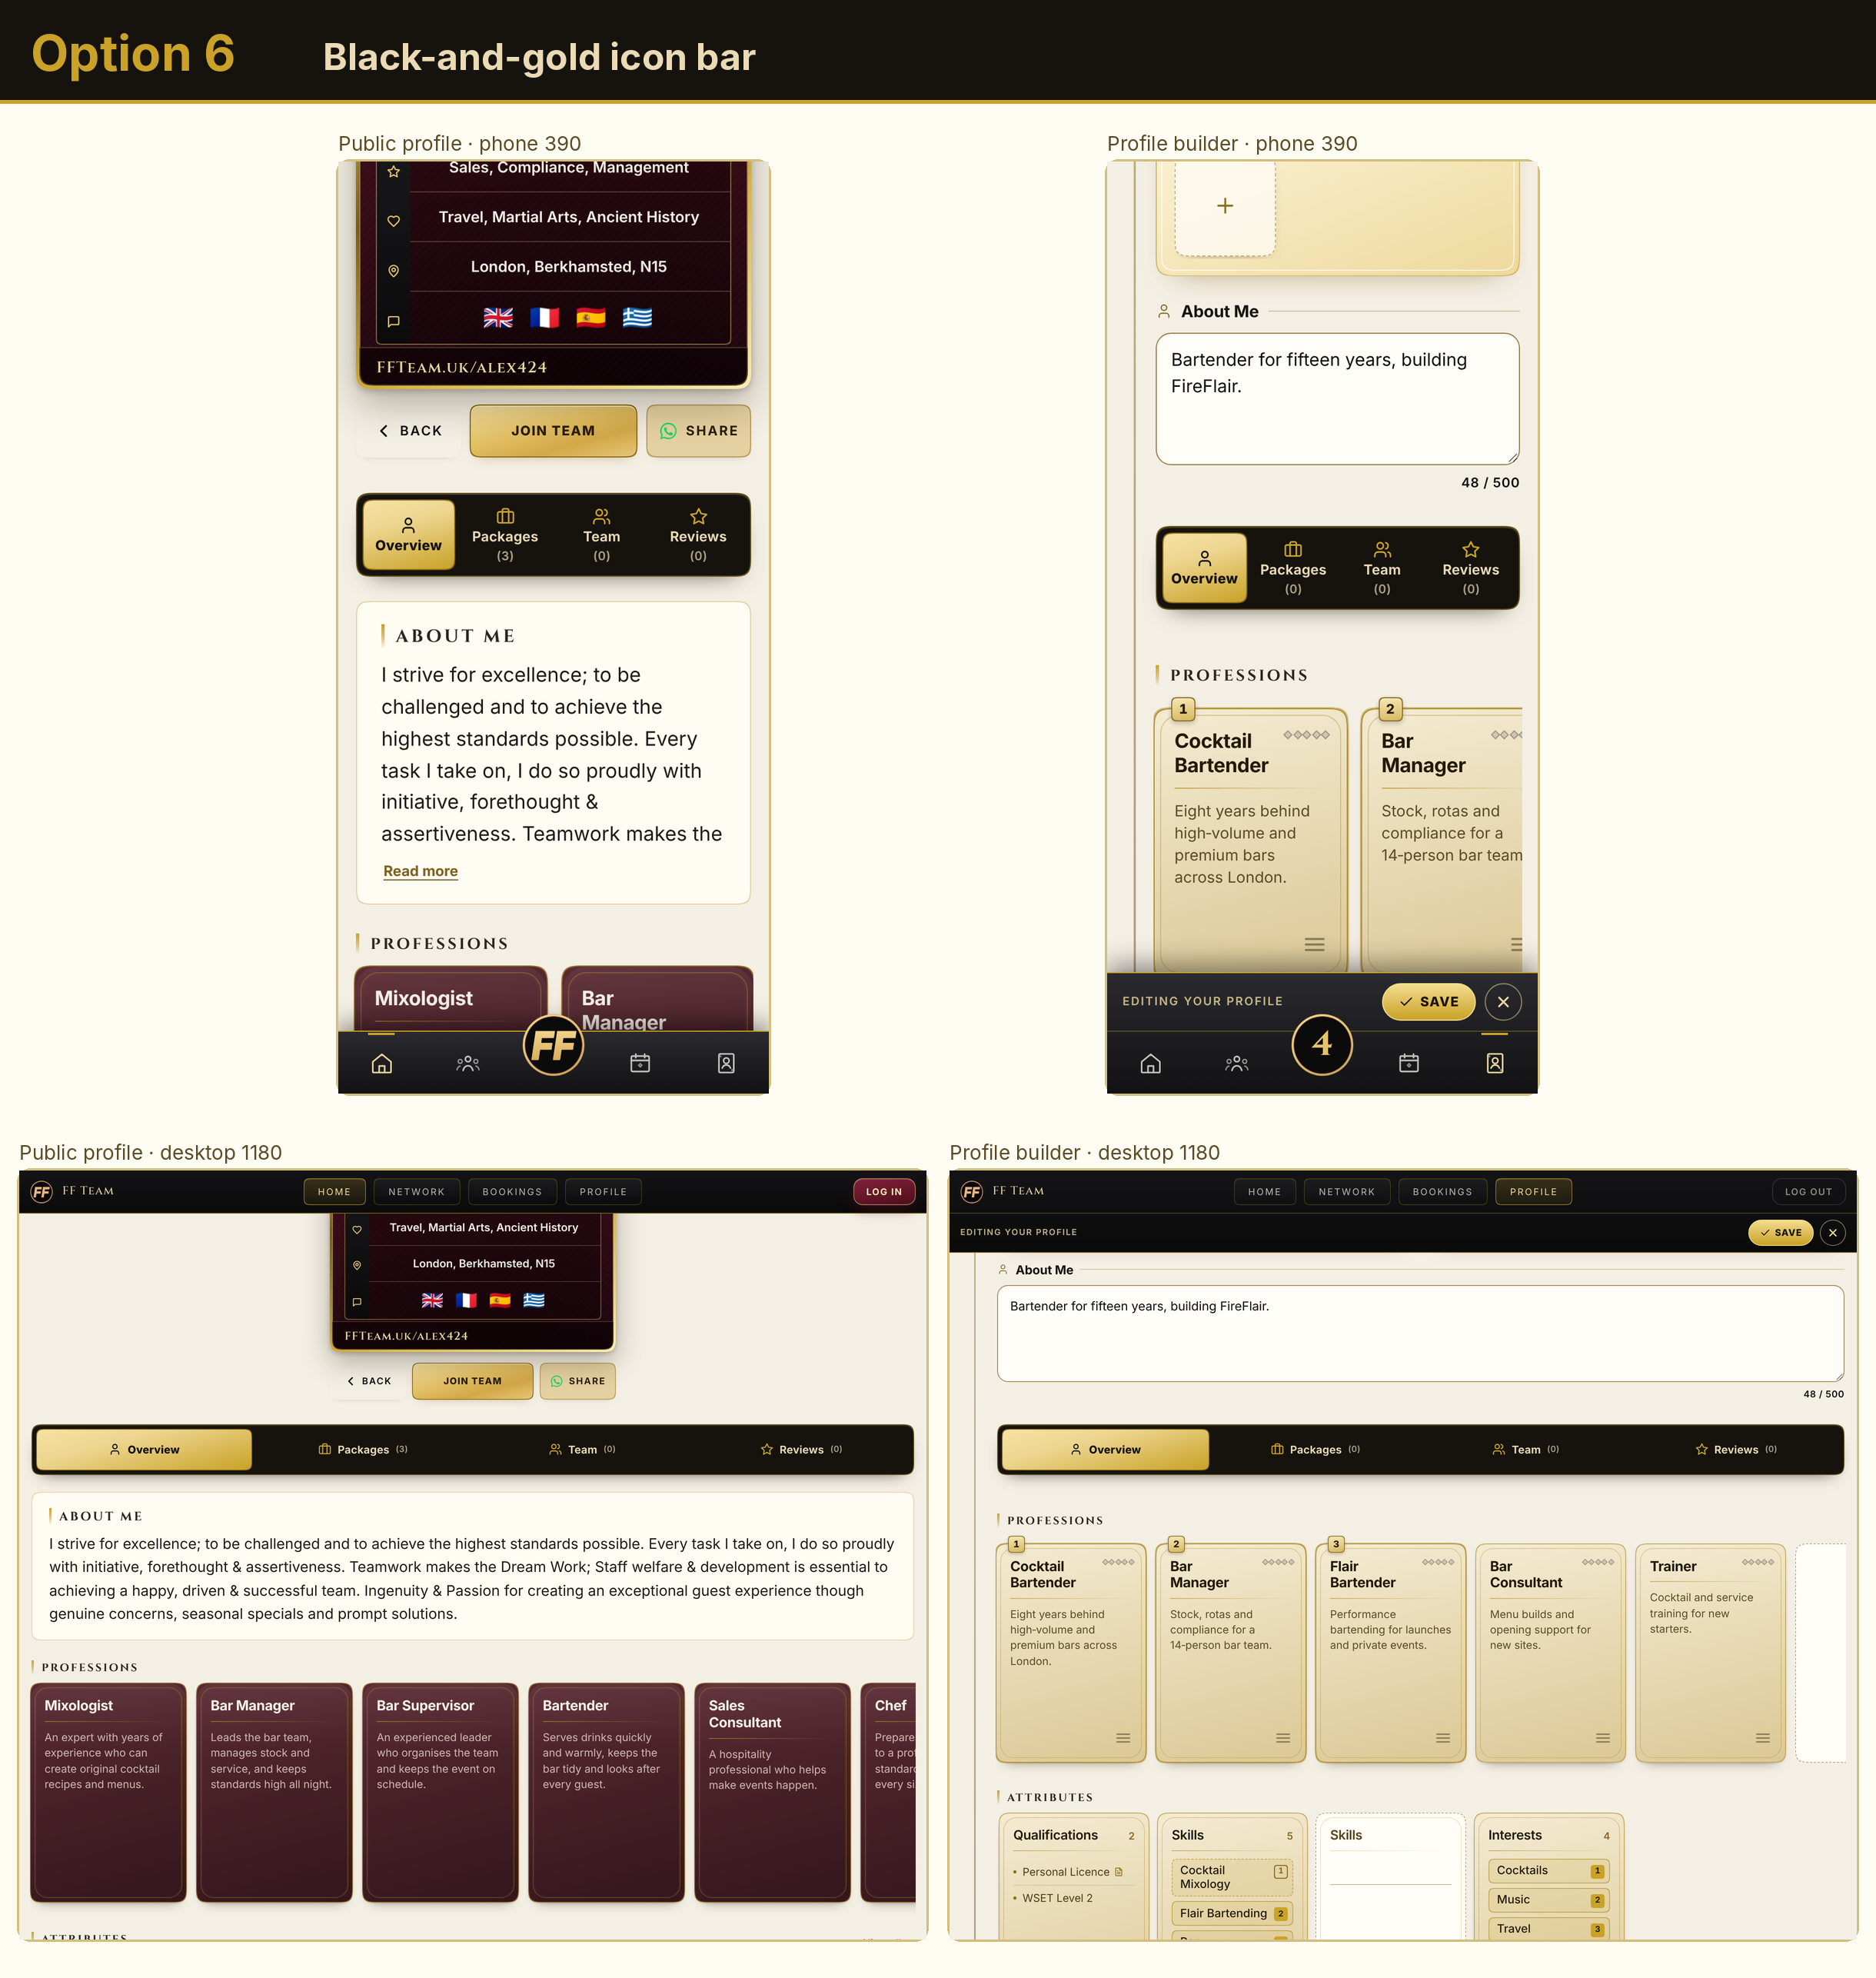 Option 6
Black-and-gold icon bar
Public profile · phone 390
Sales, Compliance, Management
Travel, Martial Arts, Ancient History
London, Berkhamsted, N15
FFTeam.uk/alex424
BACK
JOIN TEAM
SHARE
Overview
Packages
(3)
Team
(0)
Reviews
(0)
ABOUT ME
I strive for excellence; to be
challenged and to achieve the
highest standards possible. Every
task I take on, I do so proudly with
initiative, forethought &
assertiveness. Teamwork makes the
Read more
PROFESSIONS
Mixologist
Bar
Manager
FF
Profile builder · phone 390
+
About Me
Bartender for fifteen years, building
FireFlair.
48 / 500
Overview
Packages
(0)
Team
(0)
Reviews
(0)
PROFESSIONS
1
Cocktail
Bartender
Eight years behind
high-volume and
premium bars
across London.
2
Bar
Manager
Stock, rotas and
compliance for a
14-person bar team
EDITING YOUR PROFILE
SAVE
4
Public profile · desktop 1180
FF
FF Team
HOME
NETWORK
BOOKINGS
PROFILE
LOG IN
Travel, Martial Arts, Ancient History
London, Berkhamsted, N15
FFTeam.uk/alex424
BACK
JOIN TEAM
SHARE
Overview
Packages (3)
Team (0)
Reviews (0)
ABOUT ME
I strive for excellence; to be challenged and to achieve the highest standards possible. Every task I take on, I do so proudly
with initiative, forethought & assertiveness. Teamwork makes the Dream Work; Staff welfare & development is essential to
achieving a happy, driven & successful team. Ingenuity & Passion for creating an exceptional guest experience though
genuine concerns, seasonal specials and prompt solutions.
PROFESSIONS
Mixologist
An expert with years of
experience who can
create original cocktail
recipes and menus.
Bar Manager
Leads the bar team,
manages stock and
service, and keeps
standards high all night.
Bar Supervisor
An experienced leader
who organises the team
and keeps the event on
schedule.
Bartender
Serves drinks quickly
and warmly, keeps the
bar tidy and looks after
every guest.
Sales
Consultant
A hospitality
professional who helps
make events happen.
Chef
Prepare
to a
every
ATTRIBUTES
Profile builder · desktop 1180
FF
FF Team
HOME
NETWORK
BOOKINGS
PROFILE
LOG OUT
EDITING YOUR PROFILE
SAVE
About Me
Bartender for fifteen years, building FireFlair.
48 / 500
Overview
Packages (0)
Team (0)
Reviews (0)
PROFESSIONS
1
Cocktail
Bartender
Eight years behind
high-volume and
premium bars across
London.
2
Bar
Manager
Stock, rotas and
compliance for a
14-person bar team.
3
Flair
Bartender
Performance
bartending for launches
and private events.
Bar
Consultant
Menu builds and
opening support for
new sites.
Trainer
Cocktail and service
training for new
starters.
ATTRIBUTES
Qualifications 2
Personal Licence
WSET Level 2
Skills 5
Cocktail
Mixology 1
Flair Bartending 2
Skills
Interests 4
Cocktails 1
Music 2
Travel 3